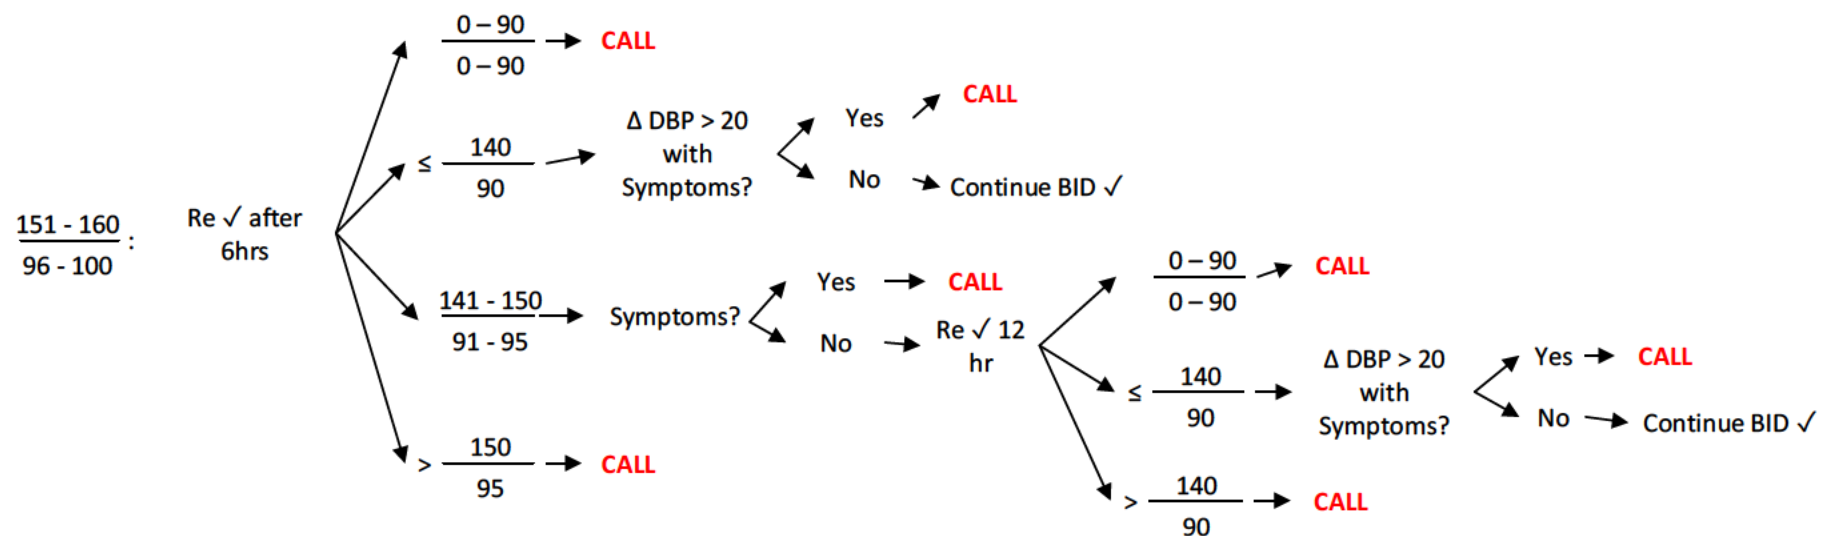 151 - 160
96 - 100
:
Re ✓ after
6hrs
0 – 90
0 – 90
CALL
≤
140
90
Δ DBP > 20
with
Symptoms?
Yes
CALL
No
Continue BID ✓
141 - 150
91 - 95
Symptoms?
Yes
CALL
No
Re ✓ 12
hr
0 – 90
0 – 90
CALL
≤
140
90
Δ DBP > 20
with
Symptoms?
Yes
CALL
No
Continue BID ✓
>
140
90
CALL
>
150
95
CALL